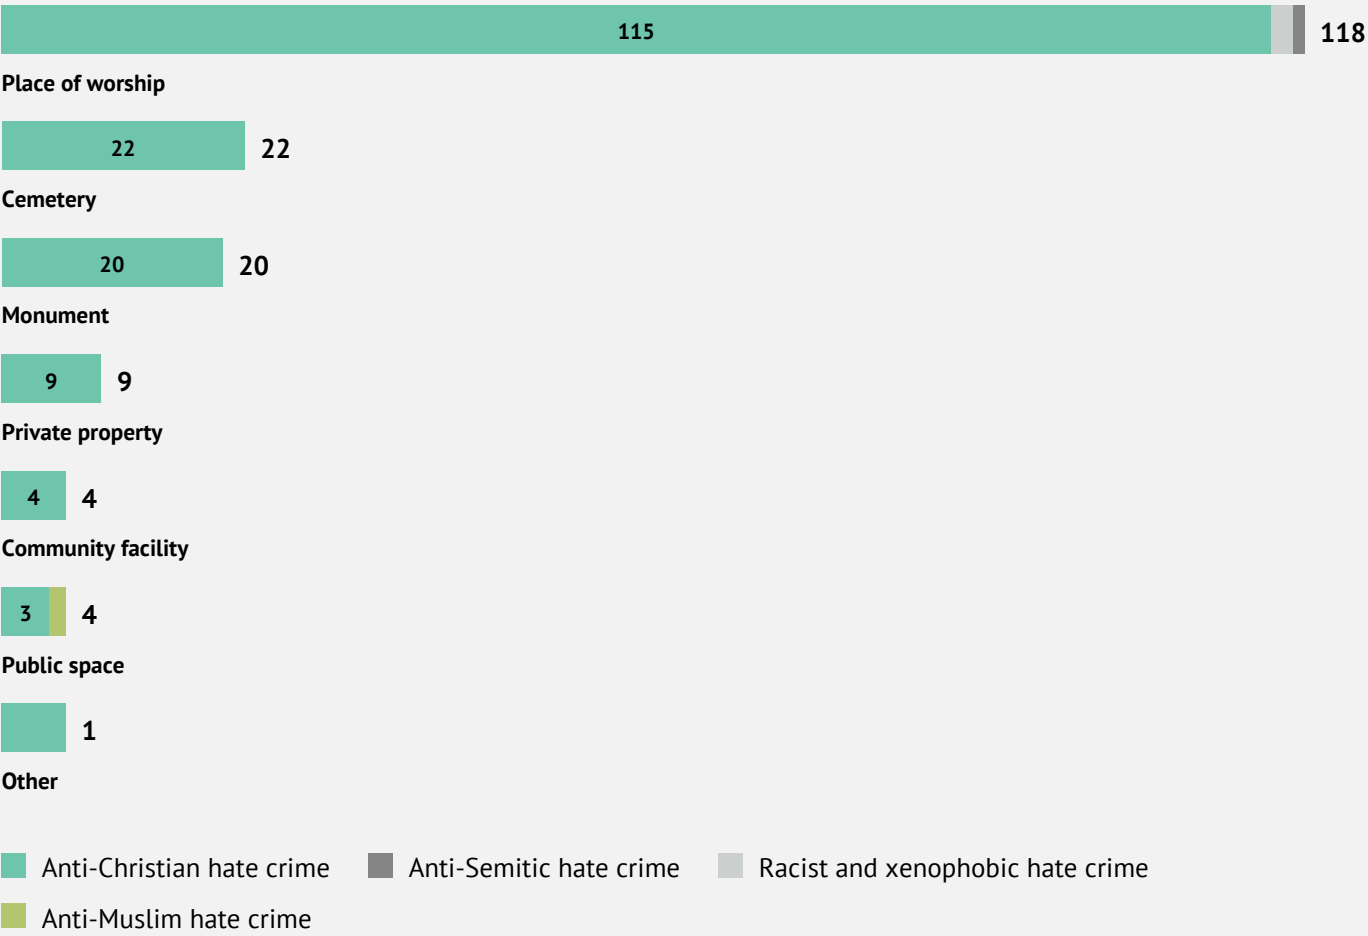 115 118
Place of worship
22 22
Cemetery
20 20
Monument
9 9
Private property
4 4
Community facility
3 4
Public space
1
Other
Anti-Christian hate crime Anti-Semitic hate crime Racist and xenophobic hate crime
Anti-Muslim hate crime